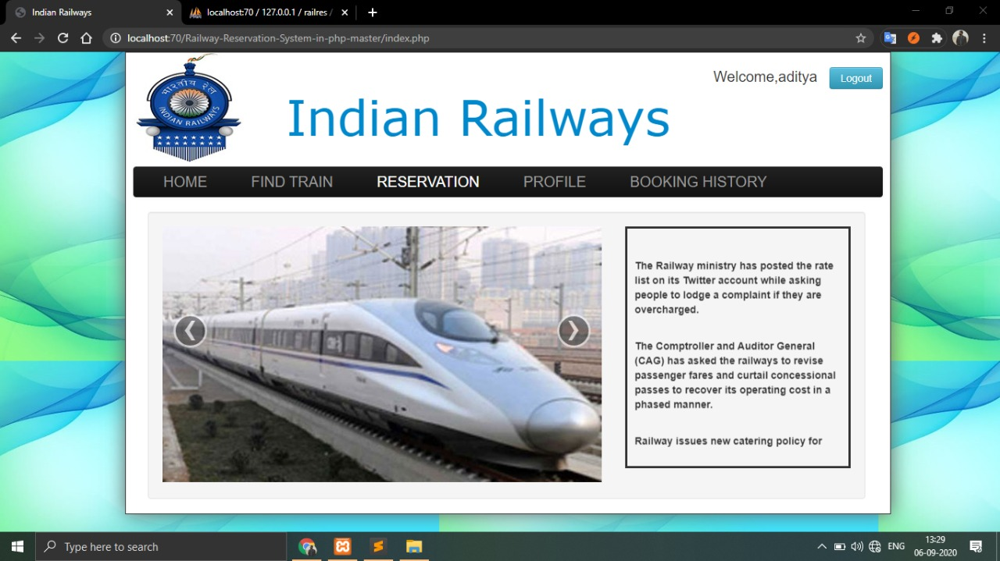 Indian Railways
localhost:70 / 127.0.0.1 / railres /
localhost:70/Railway-Reservation-System-in-php-master/index.php
भारतीय रेल
INDIAN RAILWAYS
Welcome,aditya
Logout
Indian Railways
HOME
FIND TRAIN
RESERVATION
PROFILE
BOOKING HISTORY
The Railway ministry has posted the rate
list on its Twitter account while asking
people to lodge a complaint if they are
overcharged.
The Comptroller and Auditor General
(CAG) has asked the railways to revise
passenger fares and curtail concessional
passes to recover its operating cost in a
phased manner.
Railway issues new catering policy for
Type here to search
ENG
13:29
06-09-2020